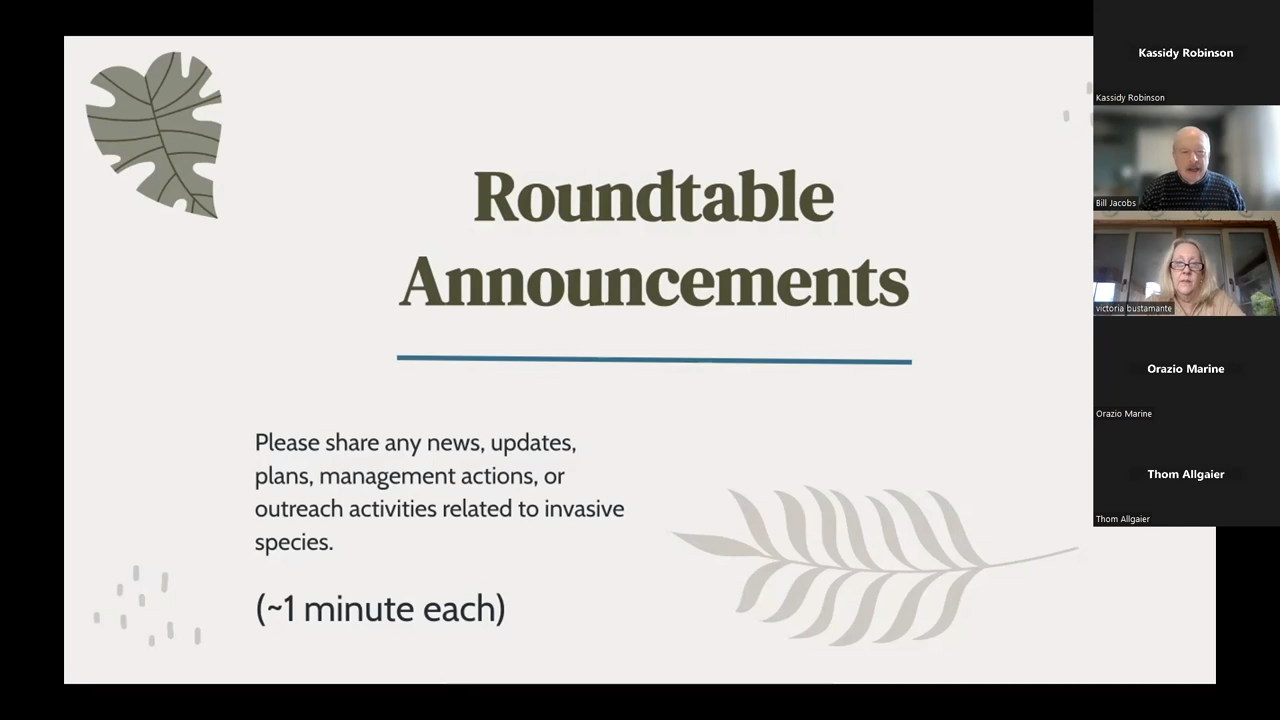 Roundtable
Announcements
Please share any news, updates,
plans, management actions, or
outreach activities related to invasive
species.
(~1 minute each)
Kassidy Robinson
Kassidy Robinson
Bill Jacobs
victoria bustamante
Orazio Marine
Orazio Marine
Thom Allgaier
Thom Allgaier